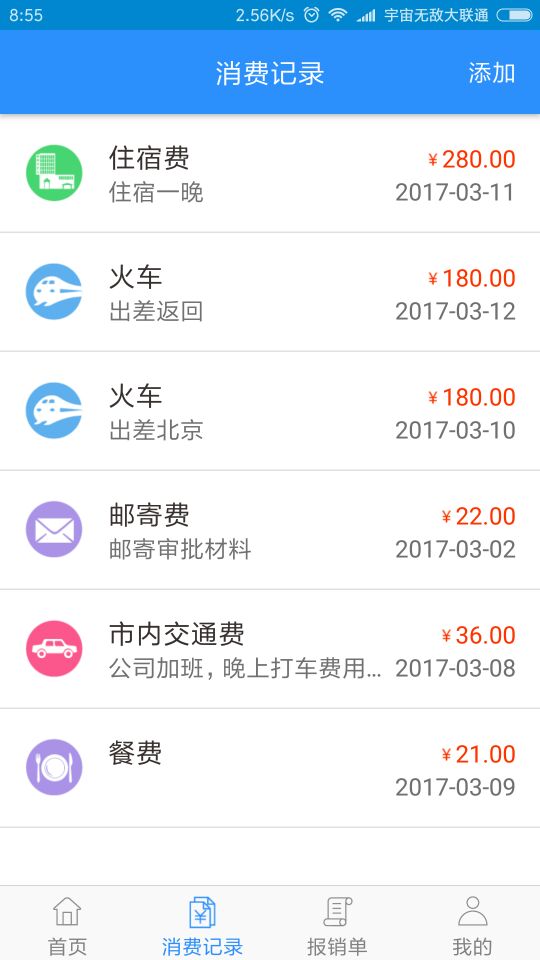 8:55 2.56K/s 宇宙无敌大联通
消费记录 添加
住宿费 ¥280.00
住宿一晚 2017-03-11
火车 ¥180.00
出差返回 2017-03-12
火车 ¥180.00
出差北京 2017-03-10
邮寄费 ¥22.00
邮寄审批材料 2017-03-02
市内交通费 ¥36.00
公司加班，晚上打车费用... 2017-03-08
餐费 ¥21.00
2017-03-09
首页 消费记录 报销单 我的